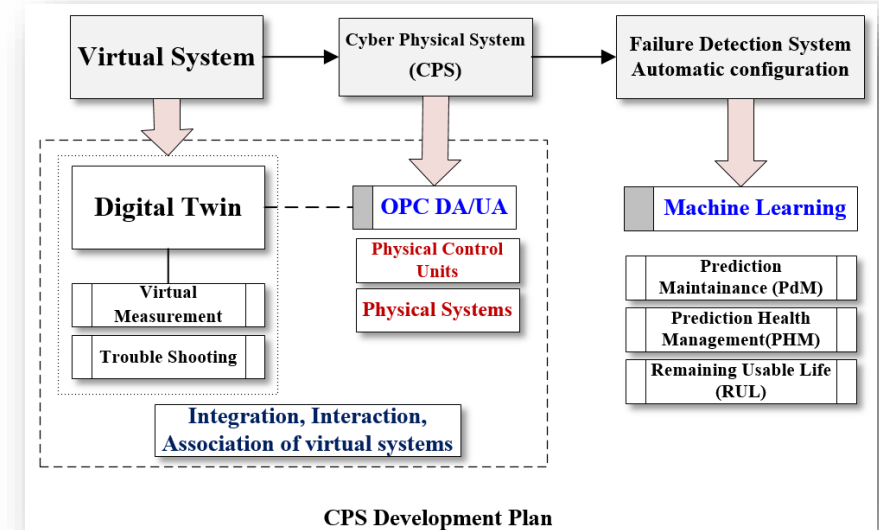 Virtual System
Cyber Physical System
(CPS)
Failure Detection System
Automatic configuration
Digital Twin
OPC DA/UA
Machine Learning
Physical Control
Units
Physical Systems
Virtual
Measurement
Trouble Shooting
Prediction
Maintainance (PdM)
Prediction Health
Management(PHM)
Remaining Usable Life
(RUL)
Integration, Interaction,
Association of virtual systems
CPS Development Plan